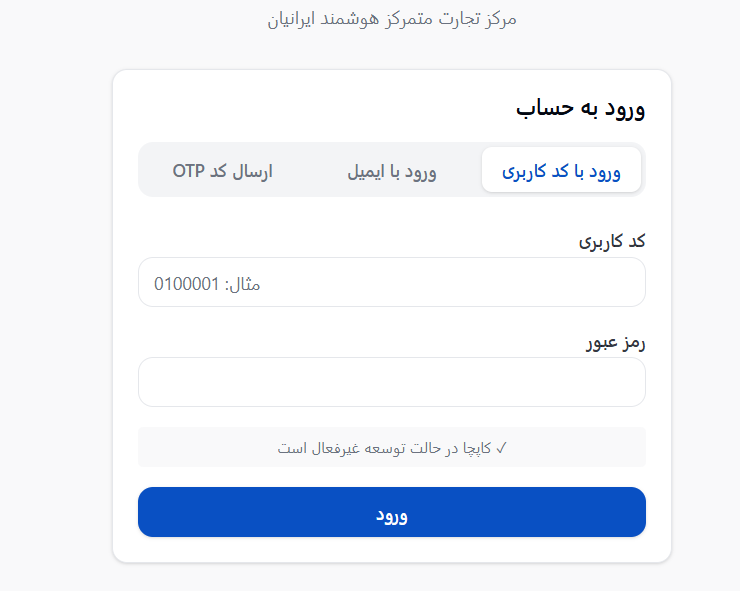 مرکز تجارت متمرکز هوشمند ایرانیان
ورود به حساب
ورود با کد کاربری
ورود با ایمیل
ارسال کد OTP
کد کاربری
مثال: 0100001
رمز عبور
✓ کاپچا در حالت توسعه غیرفعال است
ورود